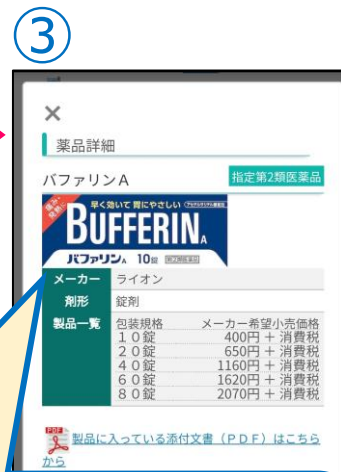 ③
×
薬品詳細
バファリンA
指定第2類医薬品
痛み・発熱に
早く効いて胃にやさしい
BUFFERIN A
バファリンA 10錠
メーカー ライオン
剤形 錠剤
製品一覧 包装規格 メーカー希望小売価格
10錠 400円 + 消費税
20錠 650円 + 消費税
40錠 1160円 + 消費税
60錠 1620円 + 消費税
80錠 2070円 + 消費税
PDF
製品に入っている添付文書（PDF）はこちら
から